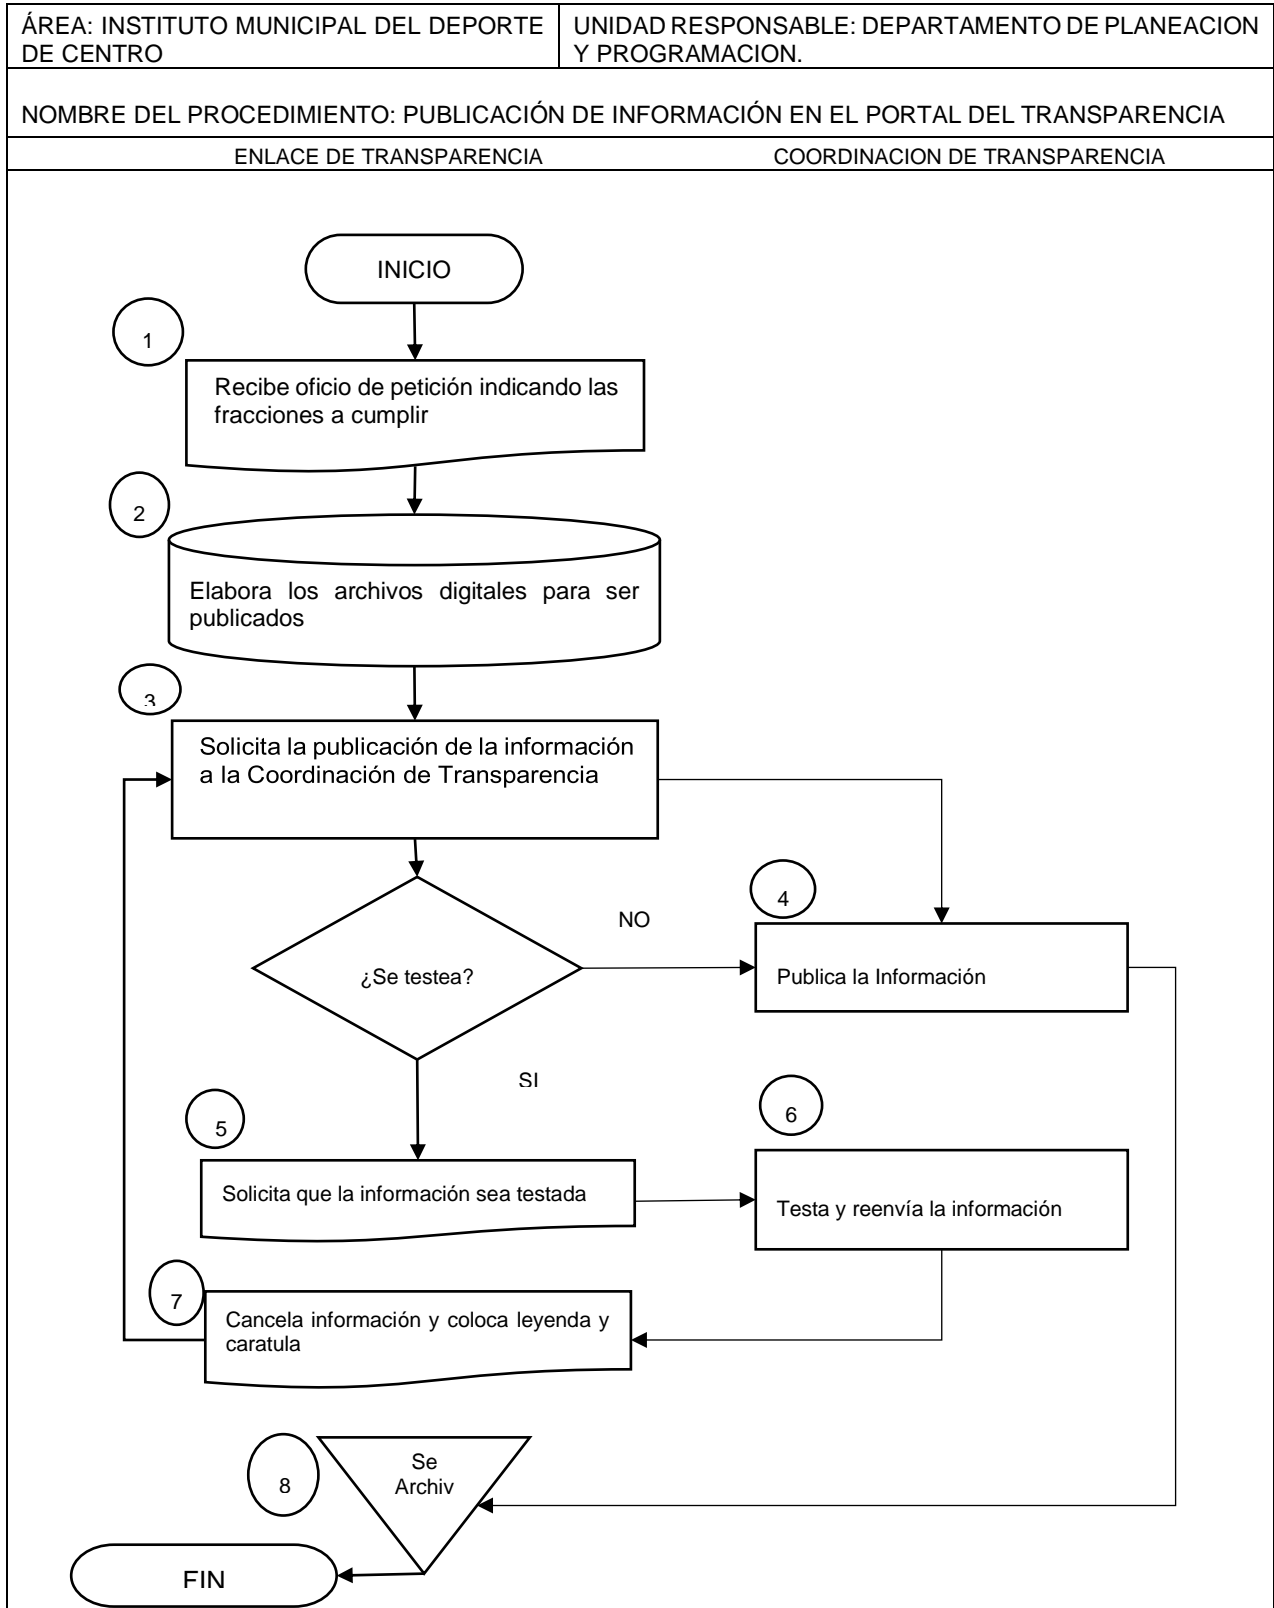 ÁREA: INSTITUTO MUNICIPAL DEL DEPORTE
DE CENTRO
UNIDAD RESPONSABLE: DEPARTAMENTO DE PLANEACION
Y PROGRAMACION.
NOMBRE DEL PROCEDIMIENTO: PUBLICACIÓN DE INFORMACIÓN EN EL PORTAL DEL TRANSPARENCIA
ENLACE DE TRANSPARENCIA
COORDINACION DE TRANSPARENCIA
INICIO
1
Recibe oficio de petición indicando las
fracciones a cumplir
2
Elabora los archivos digitales para ser
publicados
3
Solicita la publicación de la información
a la Coordinación de Transparencia
4
NO
¿Se testea?
Publica la Información
SI
5
6
Solicita que la información sea testada
Testa y reenvía la información
7
Cancela información y coloca leyenda y
caratula
8
Se
Archiv
FIN